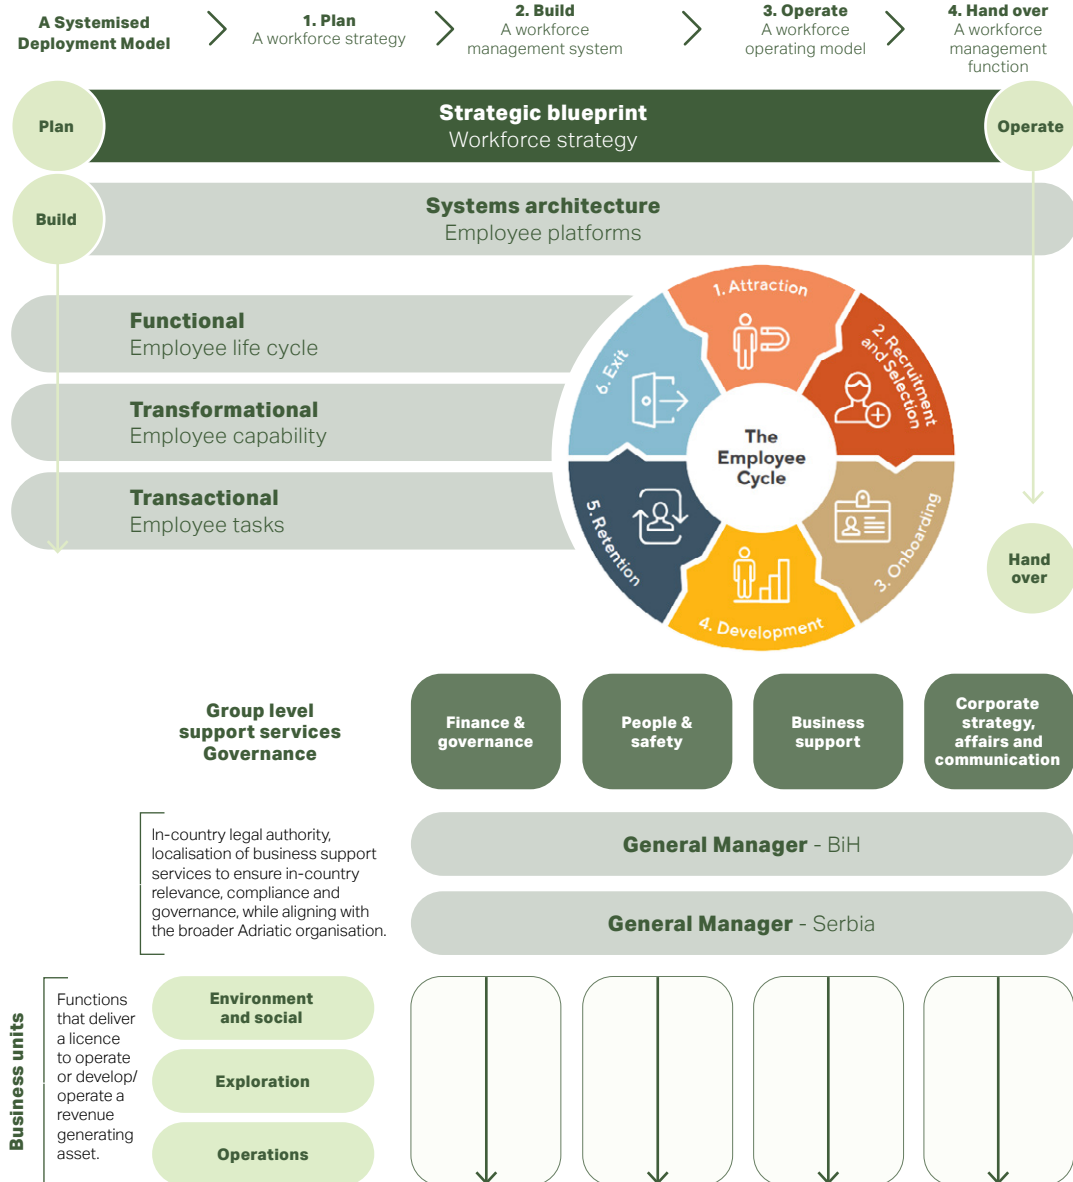 A Systemised
Deployment Model
1. Plan
A workforce strategy
2. Build
A workforce
management system
3. Operate
A workforce
operating model
4. Hand over
A workforce
management
function
Plan
Strategic blueprint
Workforce strategy
Operate
Build
Systems architecture
Employee platforms
Functional
Employee life cycle
Transformational
Employee capability
Transactional
Employee tasks
1. Attraction
2. Recruitment
and Selection
3. Onboarding
4. Development
5. Retention
6. Exit
The
Employee
Cycle
Hand
over
Group level
support services
Governance
Finance &
governance
People &
safety
Business
support
Corporate
strategy,
affairs and
communication
In-country legal authority,
localisation of business support
services to ensure in-country
relevance, compliance and
governance, while aligning with
the broader Adriatic organisation.
General Manager - BiH
General Manager - Serbia
Business units
Functions
that deliver
a licence
to operate
or develop/
operate a
revenue
generating
asset.
Environment
and social
Exploration
Operations